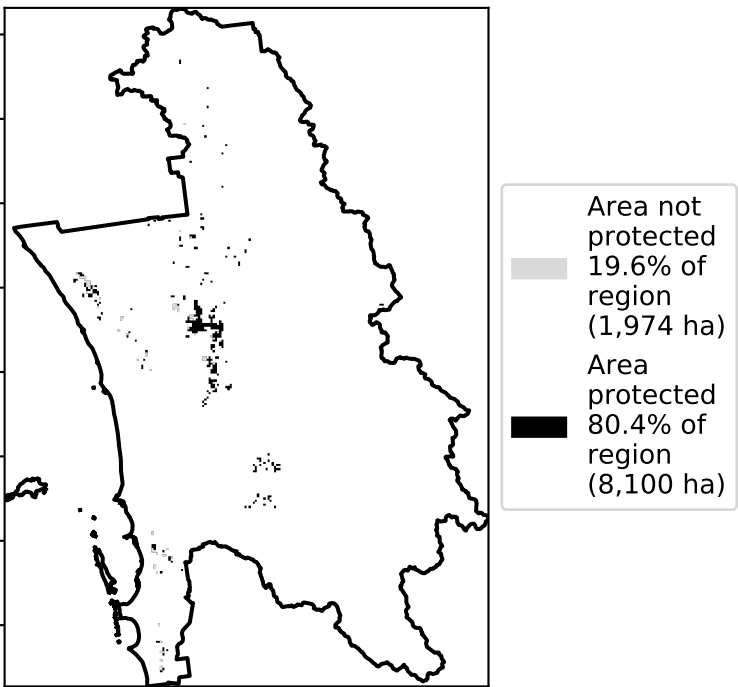 Area not
protected
19.6% of
region
(1,974 ha)
Area
protected
80.4% of
region
(8,100 ha)